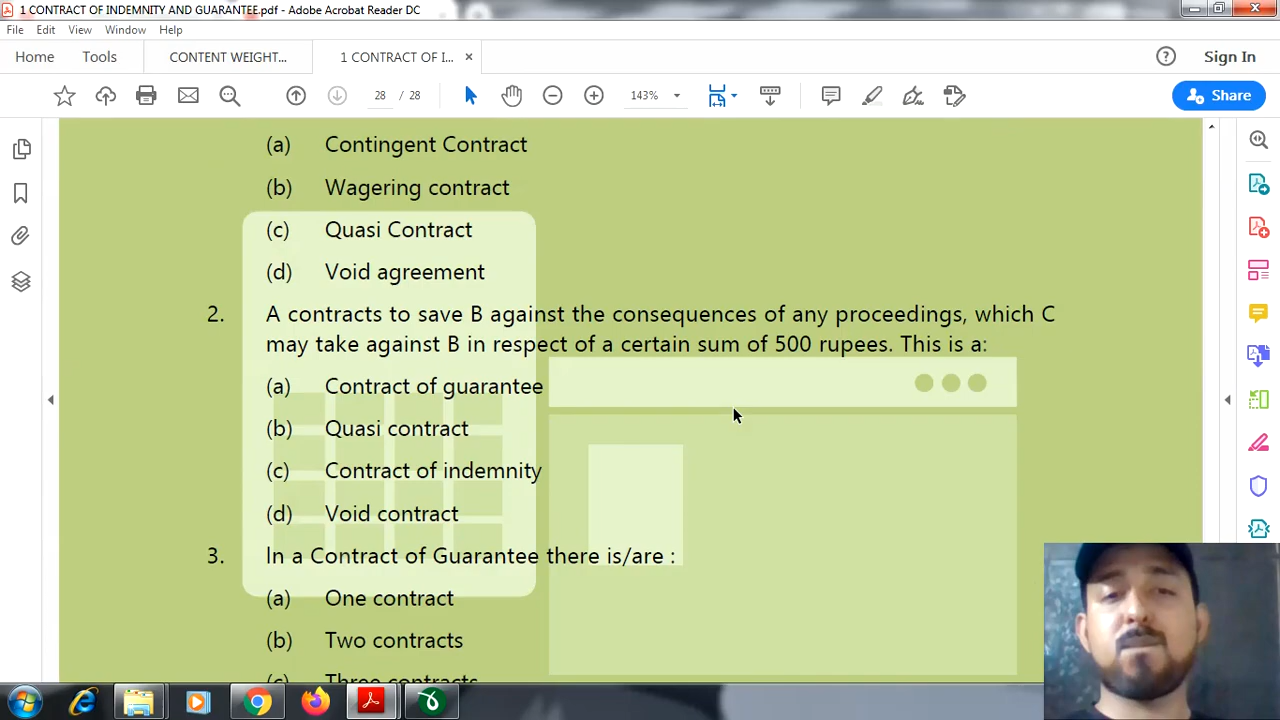 1 CONTRACT OF INDEMNITY AND GUARANTEE.pdf - Adobe Acrobat Reader DC
File Edit View Window Help
Home Tools CONTENT WEIGHT... 1 CONTRACT OF I... × ? Sign In
28 / 28 143% Share
(a) Contingent Contract
(b) Wagering contract
(c) Quasi Contract
(d) Void agreement
2. A contracts to save B against the consequences of any proceedings, which C
may take against B in respect of a certain sum of 500 rupees. This is a:
(a) Contract of guarantee
(b) Quasi contract
(c) Contract of indemnity
(d) Void contract
3. In a Contract of Guarantee there is/are :
(a) One contract
(b) Two contracts
(c) Three contracts